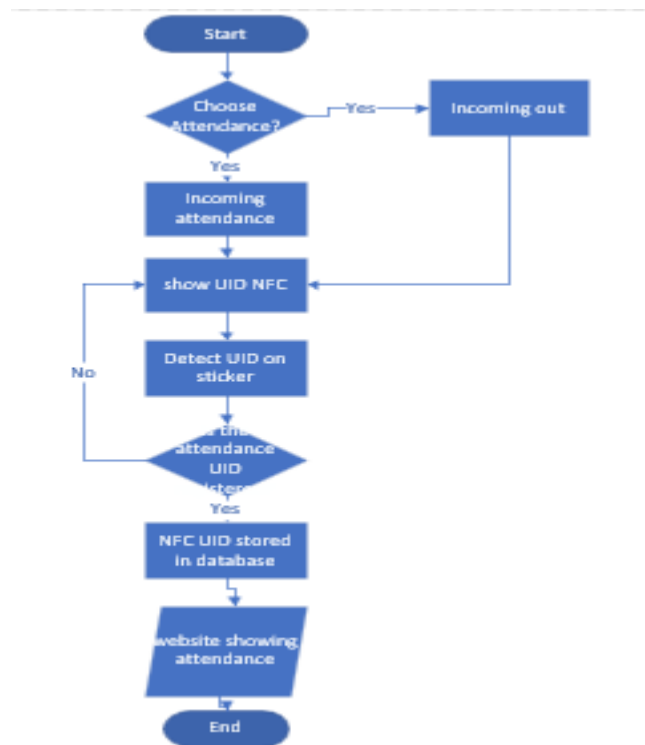 Start
Choose
Attendance?
Yes
Incoming out
Yes
Incoming
attendance
show UID NFC
Detect UID on
sticker
No
attendance
UID
Yes
NFC UID stored
in database
website showing
attendance
End